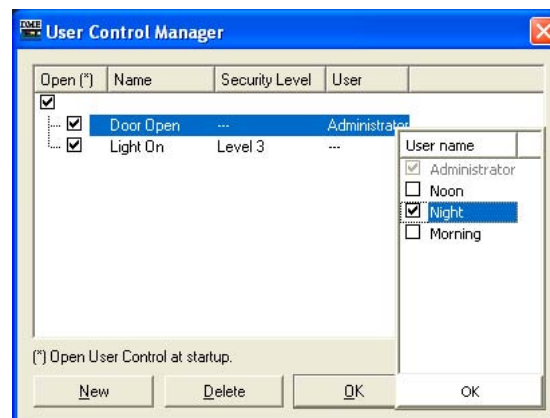 DME
User Control Manager
Open (*) Name Security Level User
Door Open --- Administrator
Light On Level 3 ---
User name
Administrator
Noon
Night
Morning
(*) Open User Control at startup.
New Delete OK OK